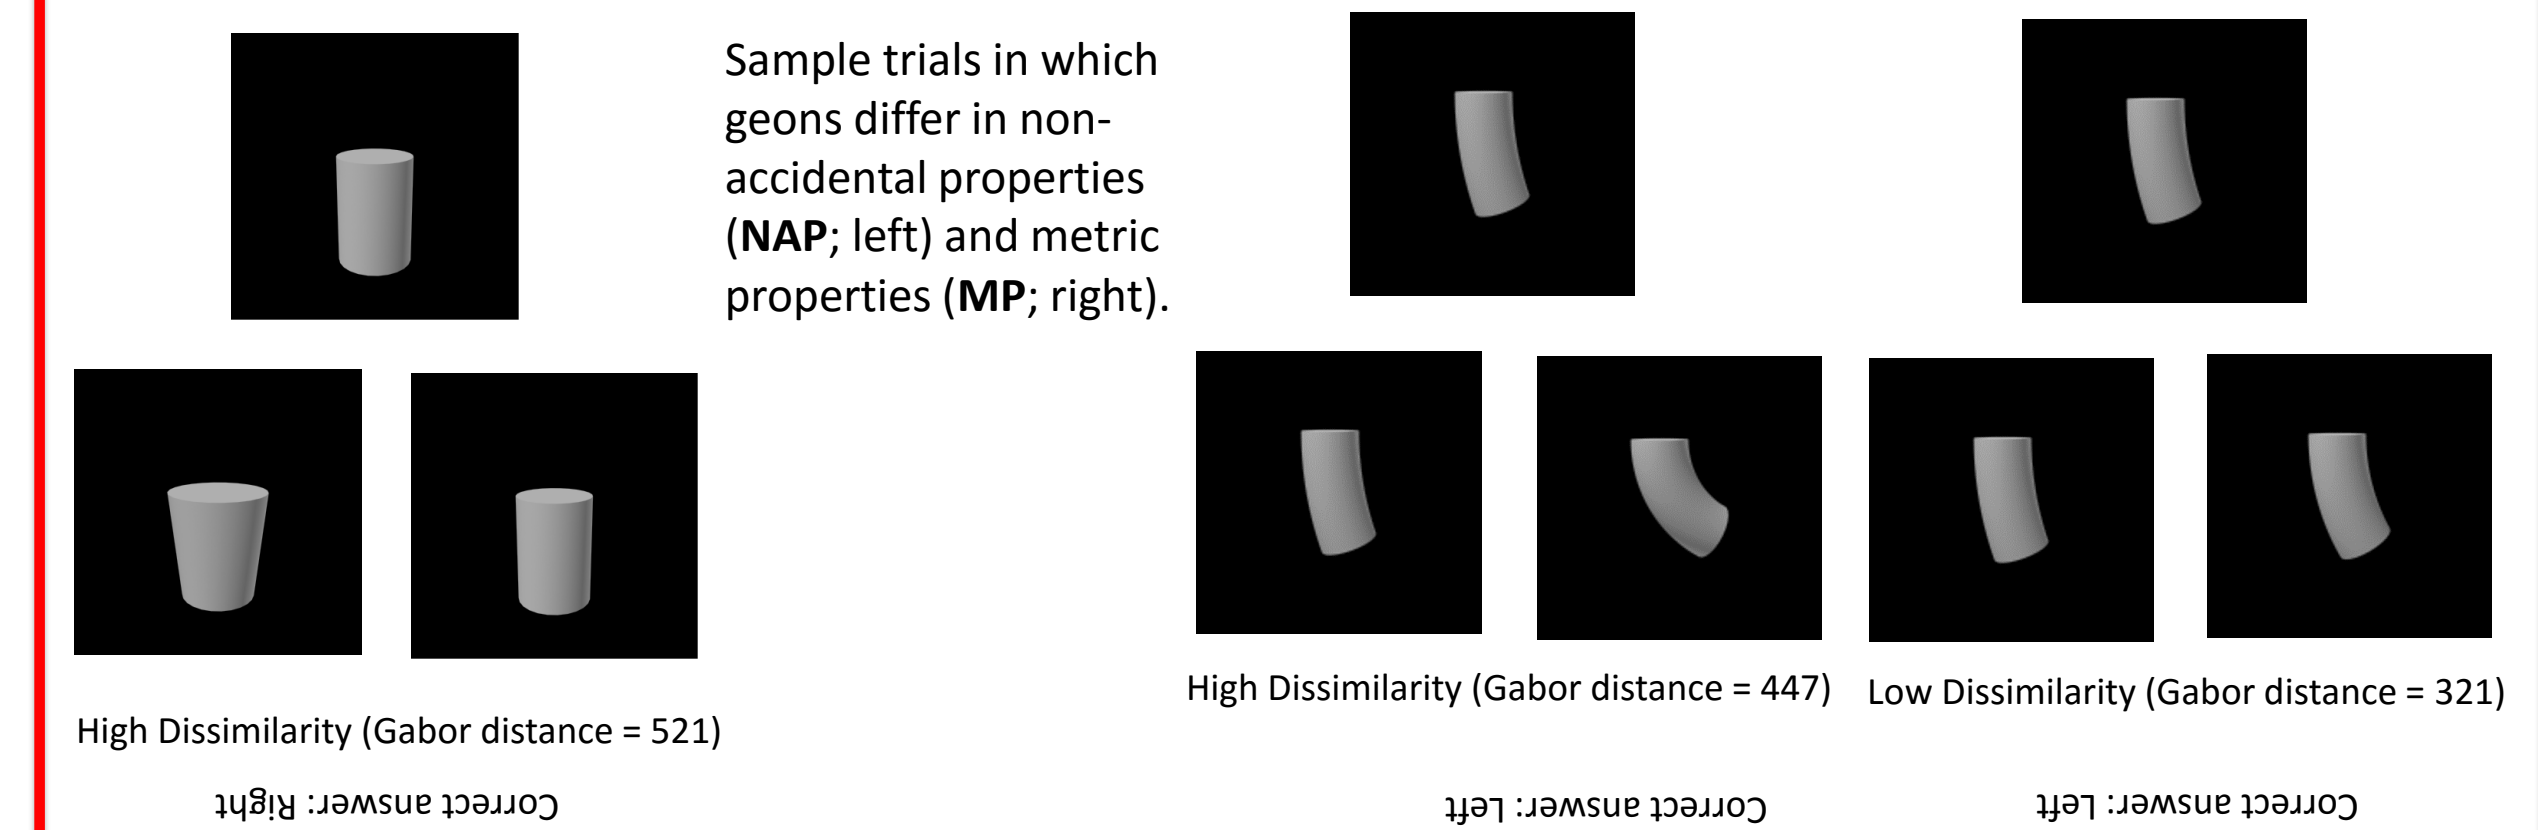 Sample trials in which
geons differ in non-
accidental properties
(NAP; left) and metric
properties (MP; right).
High Dissimilarity (Gabor distance = 521)
Correct answer: Right
High Dissimilarity (Gabor distance = 447)
Correct answer: Left
Low Dissimilarity (Gabor distance = 321)
Correct answer: Left